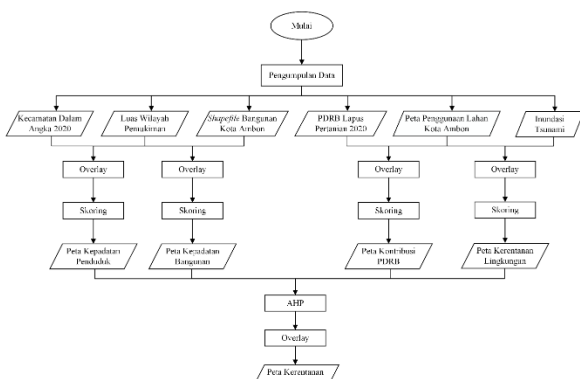 Mulai
Pengumpulan Data
Kecamatan Dalam
Angka 2020
Luas Wilayah
Pemukiman
Shapefile Bangunan
Kota Ambon
PDRB Lapus
Pertanian 2020
Peta Penggunaan Lahan
Kota Ambon
Inundasi
Tsunami
Overlay
Overlay
Overlay
Overlay
Skoring
Skoring
Skoring
Skoring
Peta Kepadatan
Penduduk
Peta Kepadatan
Bangunan
Peta Kontribusi
PDRB
Peta Kerentanan
Lingkungan
AHP
Overlay
Peta Kerentanan